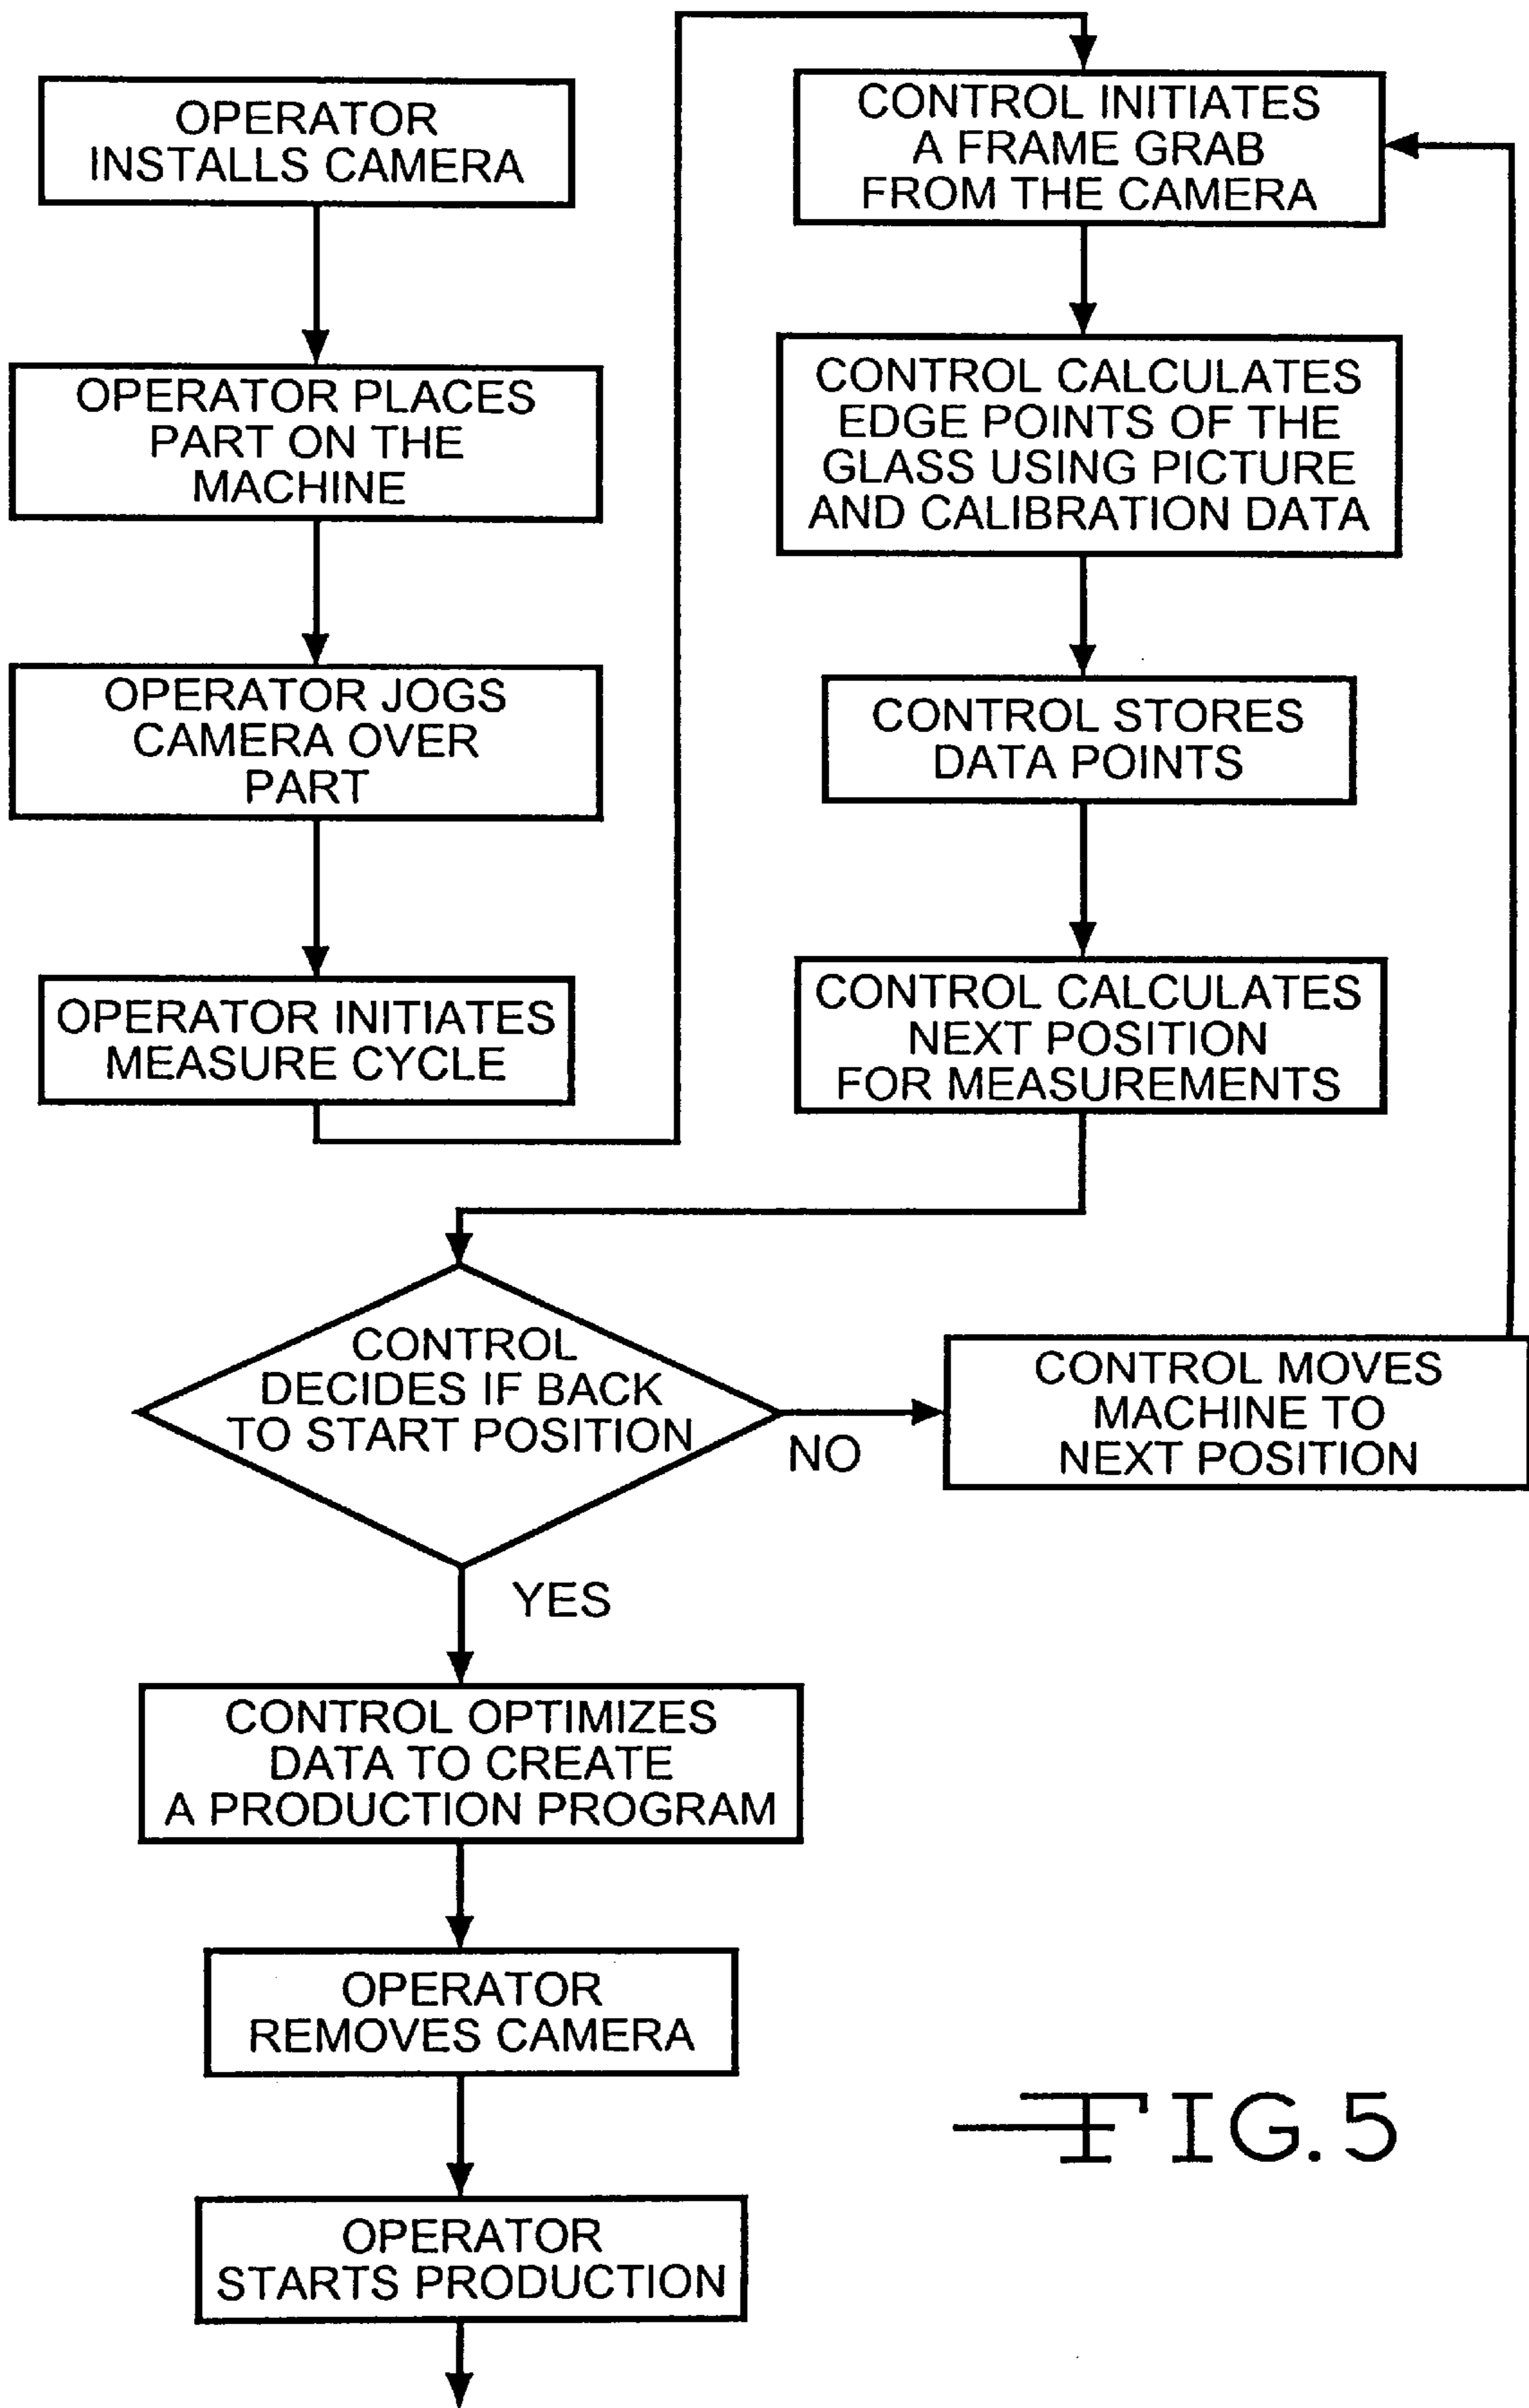 OPERATOR
INSTALLS CAMERA
OPERATOR PLACES
PART ON THE
MACHINE
OPERATOR JOGS
CAMERA OVER
PART
OPERATOR INITIATES
MEASURE CYCLE
CONTROL INITIATES
A FRAME GRAB
FROM THE CAMERA
CONTROL CALCULATES
EDGE POINTS OF THE
GLASS USING PICTURE
AND CALIBRATION DATA
CONTROL STORES
DATA POINTS
CONTROL CALCULATES
NEXT POSITION
FOR MEASUREMENTS
CONTROL
DECIDES IF BACK
TO START POSITION
NO
CONTROL MOVES
MACHINE TO
NEXT POSITION
YES
CONTROL OPTIMIZES
DATA TO CREATE
A PRODUCTION PROGRAM
OPERATOR
REMOVES CAMERA
OPERATOR
STARTS PRODUCTION
FIG. 5